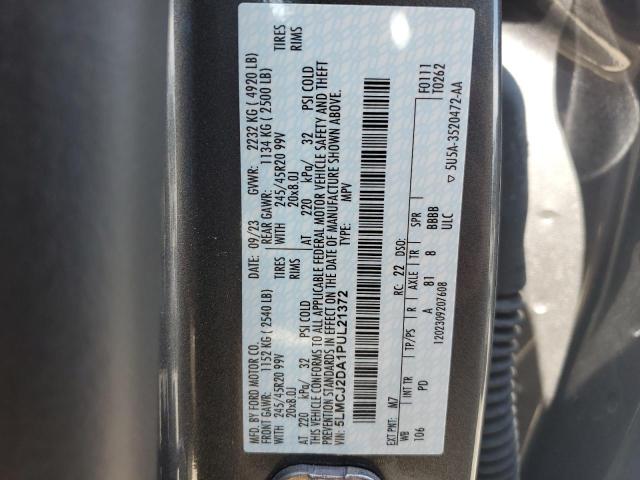 MFD. BY FORD MOTOR CO.
DATE: 09/23 GVWR: 2232 KG ( 4920 LB)
FRONT GAWR: 1152 KG ( 2540 LB) REAR GAWR: 1134 KG ( 2500 LB)
WITH 245/45R20 99V TIRES WITH 245/45R20 99V TIRES
20x8.0J RIMS 20x8.0J RIMS
AT 220 kPa/ 32 PSI COLD AT 220 kPa/ 32 PSI COLD
THIS VEHICLE CONFORMS TO ALL APPLICABLE FEDERAL MOTOR VEHICLE SAFETY AND THEFT
PREVENTION STANDARDS IN EFFECT ON THE DATE OF MANUFACTURE SHOWN ABOVE.
VIN: 5LMCJ2DA1PUL21372 TYPE: MPV
F0111
T0262
EXT PNT: M7 RC: 22 DSO:
WB INT TR TP/PS R AXLE TR SPR
106 PD A 81 8 BBBB
1202309207608 ULC
▽ 5U5A-3520472-AA